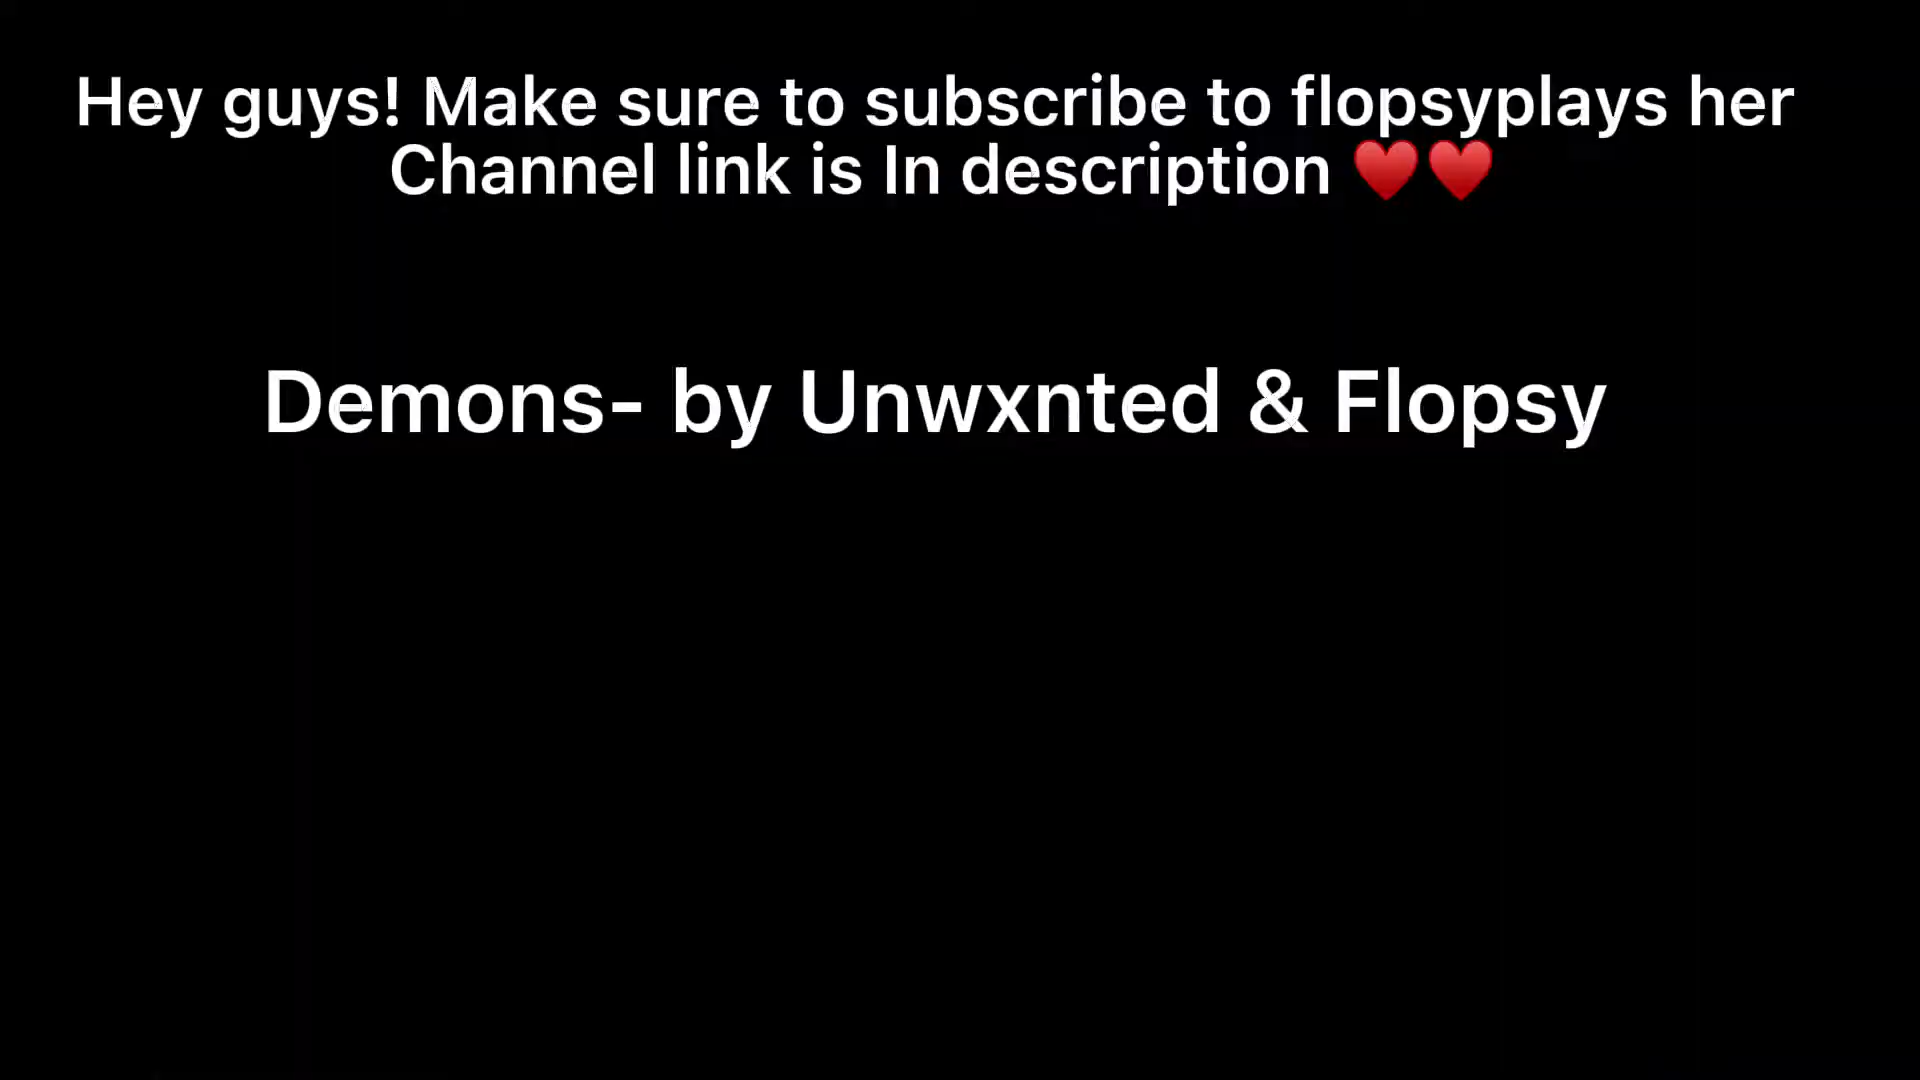 Hey guys! Make sure to subscribe to flopsyplays her
Channel link is In description ♥️♥️
Demons- by Unwxnted & Flopsy